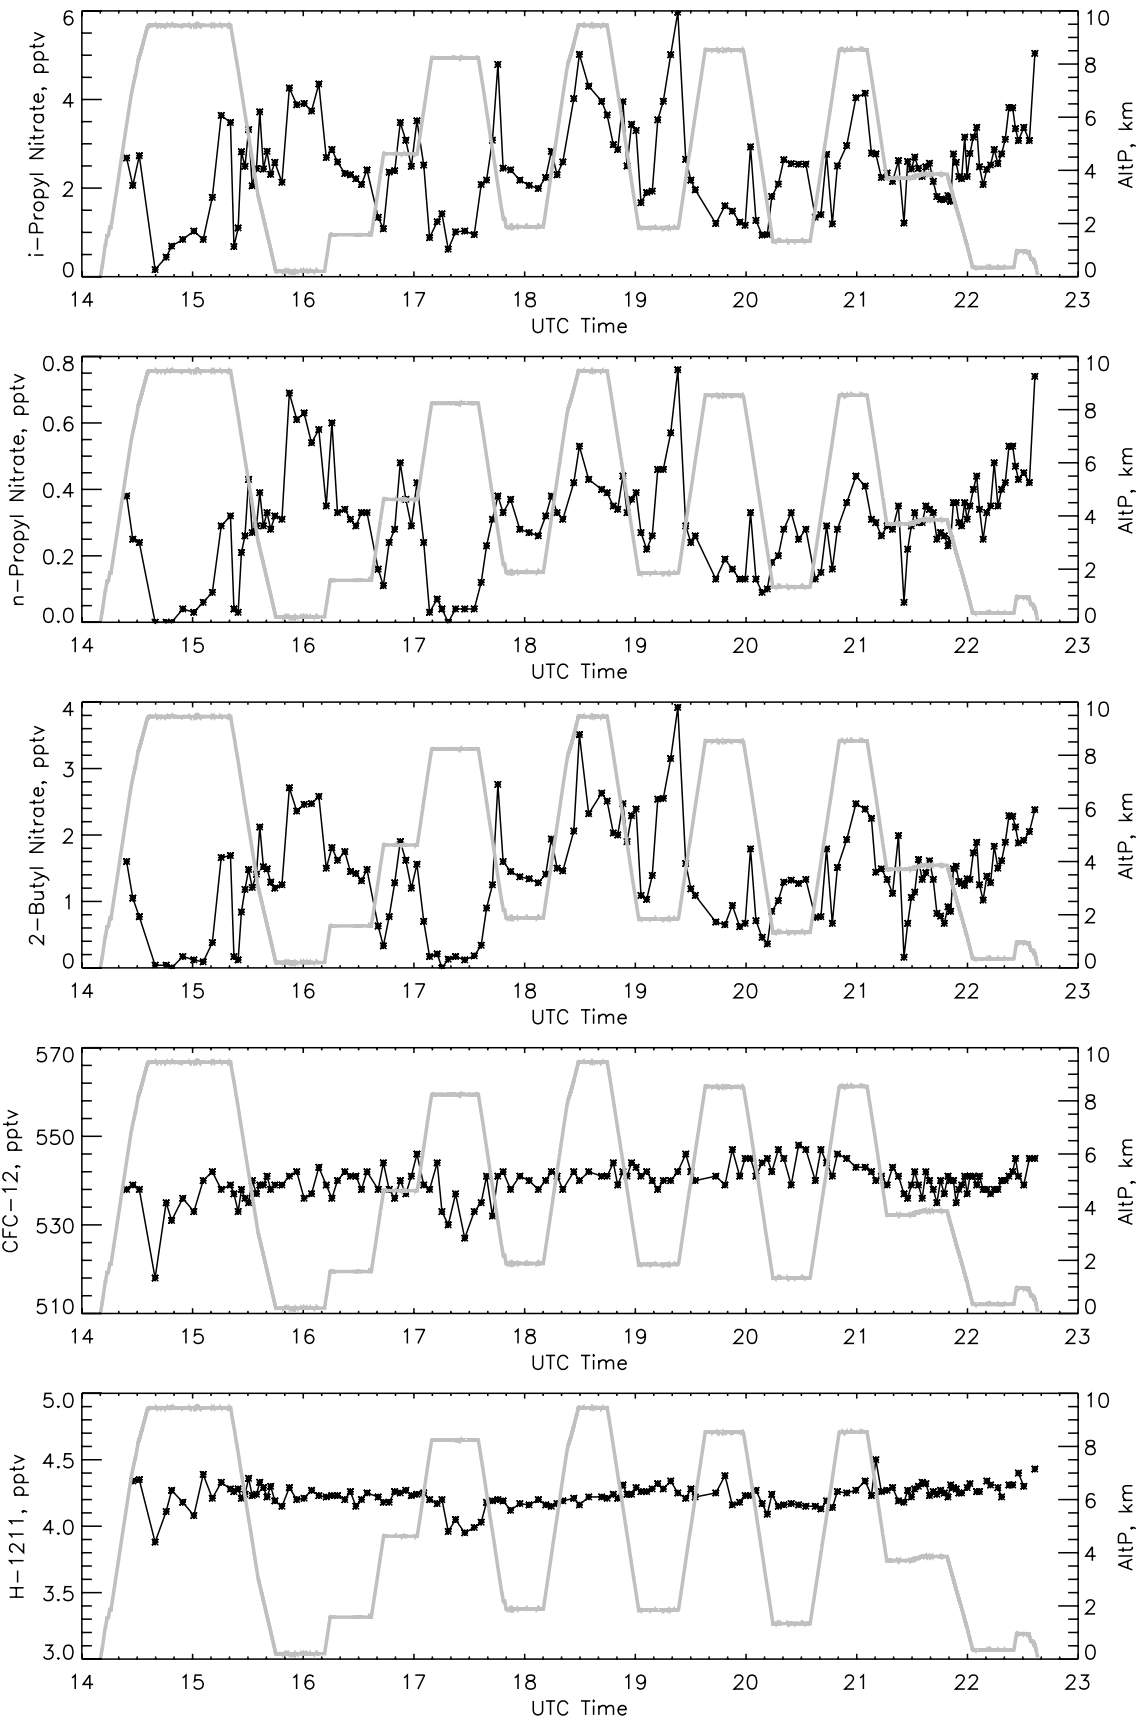 i-Propyl Nitrate, pptv
6
4
2
0
10
8
6
4
2
0
AltP, km
14 15 16 17 18 19 20 21 22 23
UTC Time
n-Propyl Nitrate, pptv
0.8
0.6
0.4
0.2
0.0
10
8
6
4
2
0
AltP, km
14 15 16 17 18 19 20 21 22 23
UTC Time
2-Butyl Nitrate, pptv
4
3
2
1
0
10
8
6
4
2
0
AltP, km
14 15 16 17 18 19 20 21 22 23
UTC Time
CFC-12, pptv
570
550
530
510
10
8
6
4
2
0
AltP, km
14 15 16 17 18 19 20 21 22 23
UTC Time
H-1211, pptv
5.0
4.5
4.0
3.5
3.0
10
8
6
4
2
0
AltP, km
14 15 16 17 18 19 20 21 22 23
UTC Time